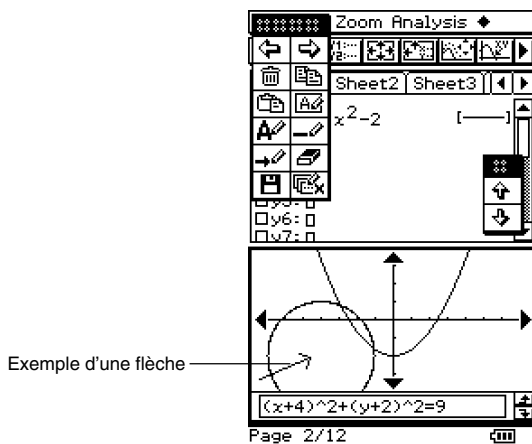 Zoom Analysis ◆
Sheet2 Sheet3
x²-2 [—]
y6:
y7:
Exemple d'une flèche
(x+4)^2+(y+2)^2=9
Page 2/12